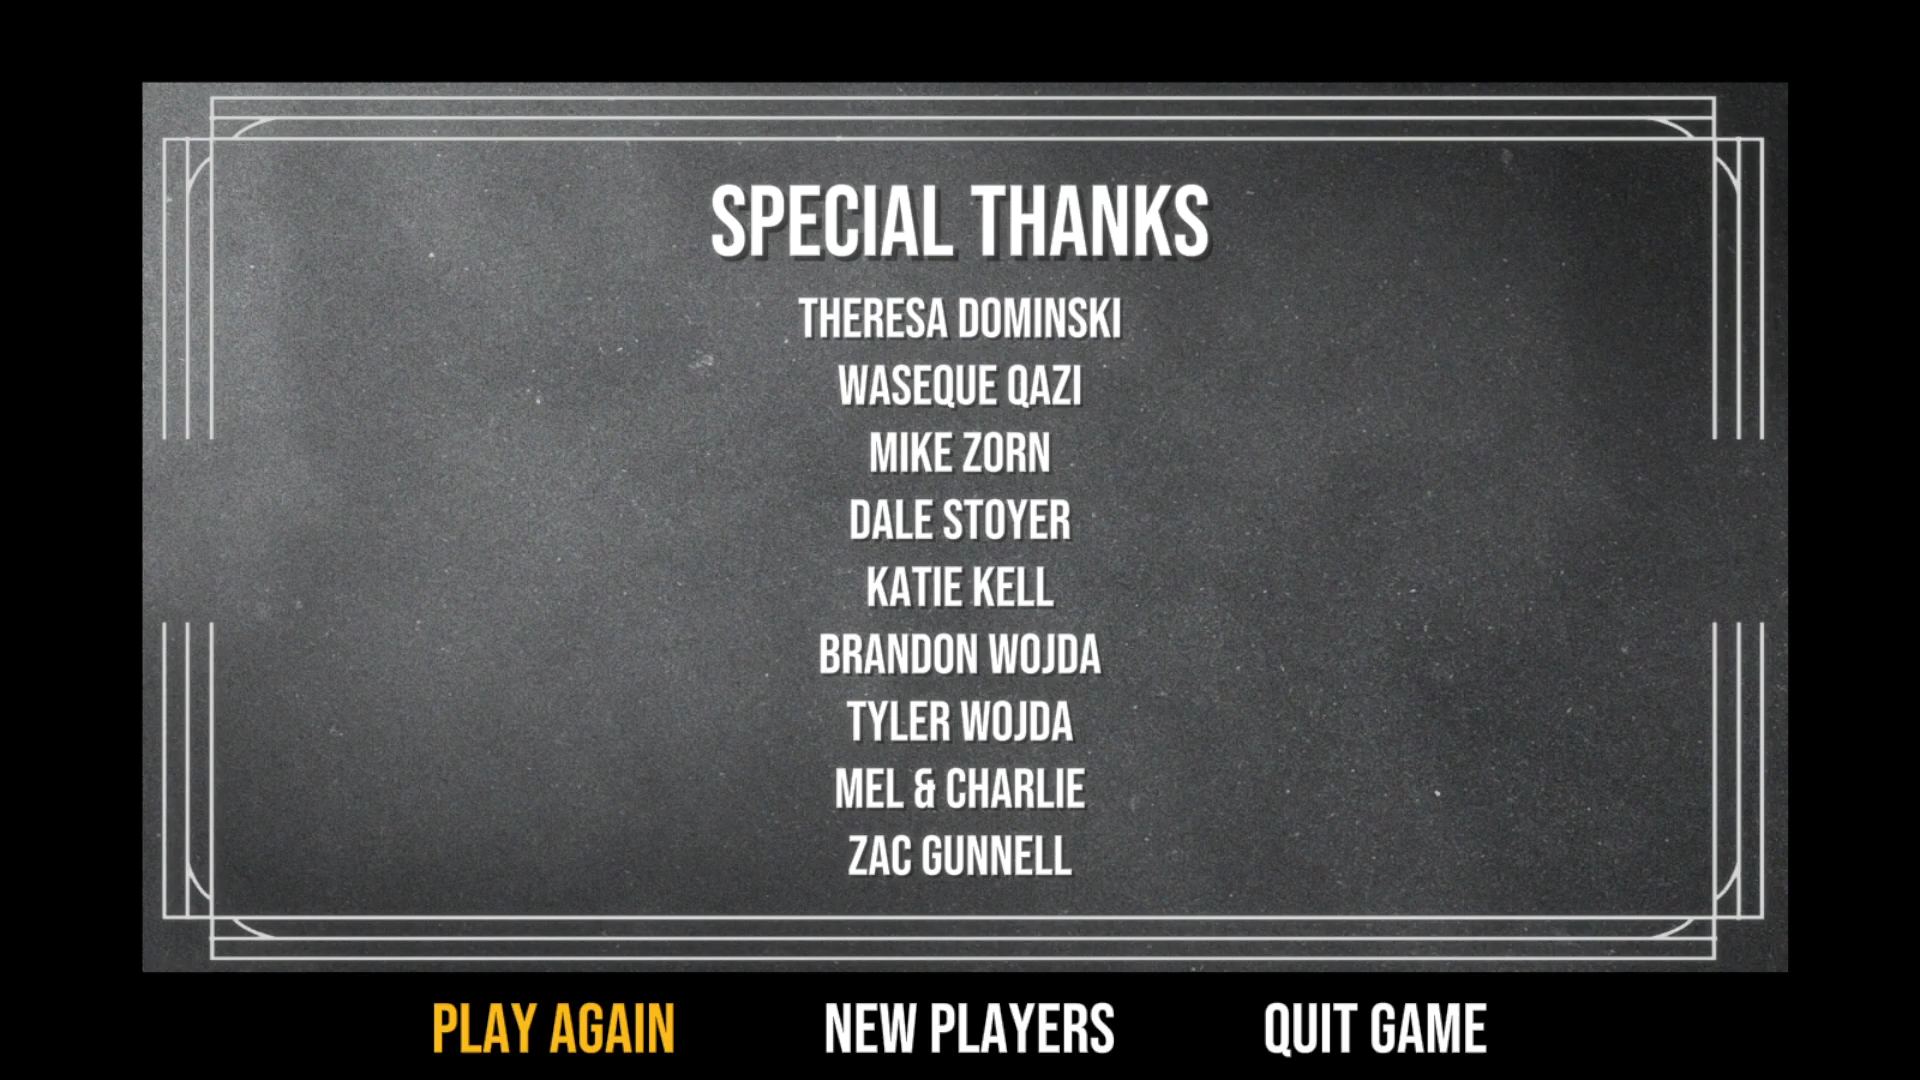 SPECIAL THANKS
THERESA DOMINSKI
WASEQUE QAZI
MIKE ZORN
DALE STOYER
KATIE KELL
BRANDON WOJDA
TYLER WOJDA
MEL & CHARLIE
ZAC GUNNELL
PLAY AGAIN NEW PLAYERS QUIT GAME